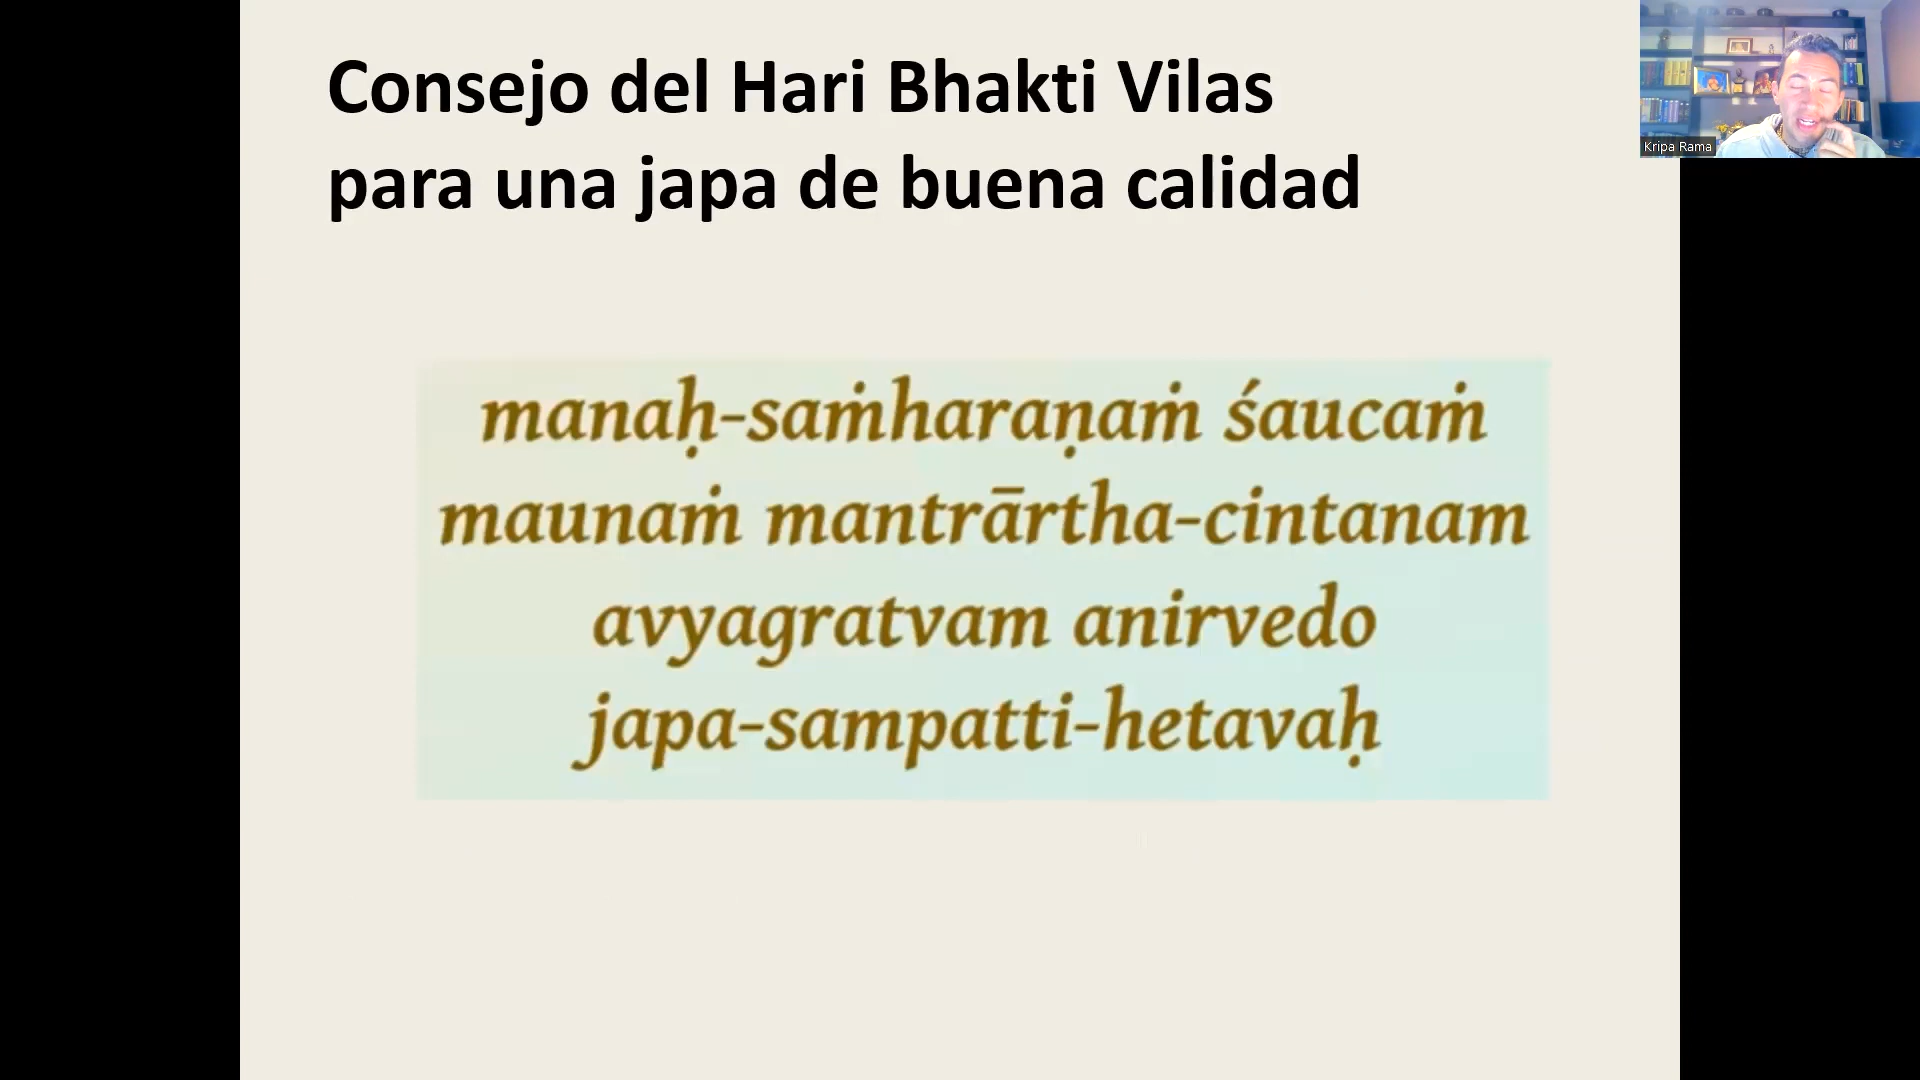 Consejo del Hari Bhakti Vilas
para una japa de buena calidad
manaḥ-saṁharaṇaṁ śaucaṁ
maunaṁ mantrārtha-cintanam
avyagratvam anirvedo
japa-sampatti-hetavaḥ
Kripa Rama